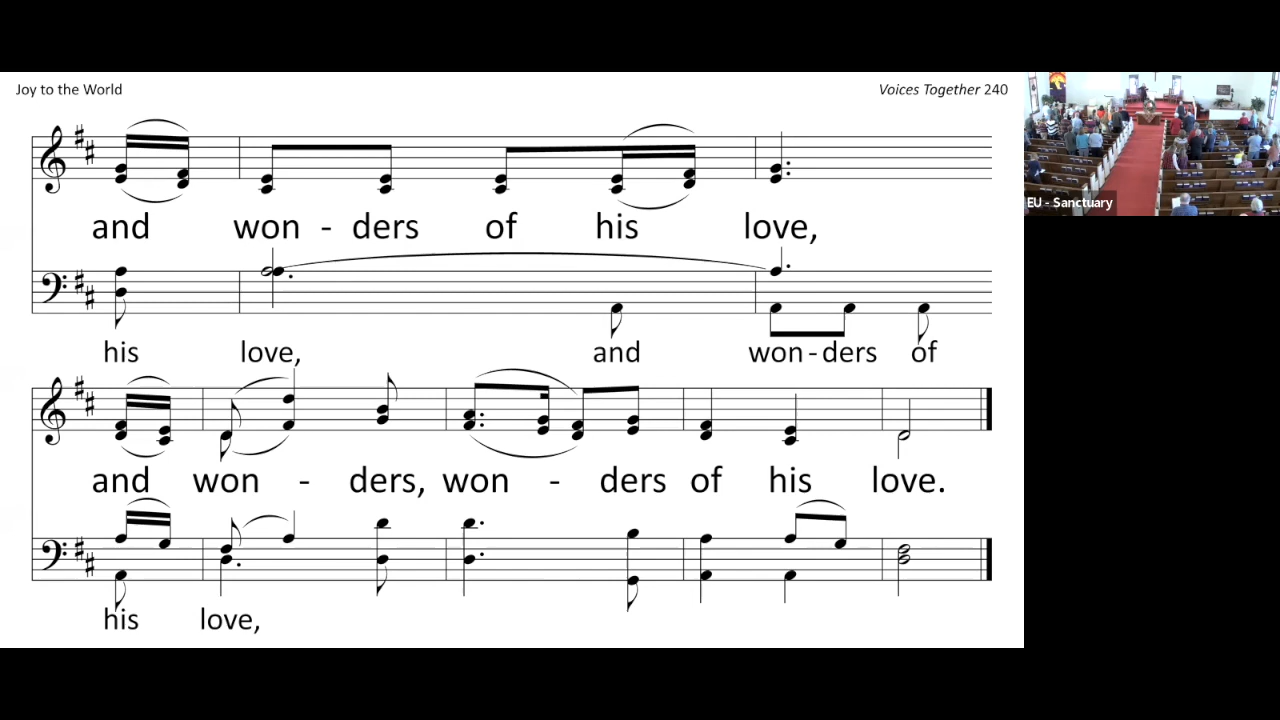 Joy to the World
Voices Together 240
and won - ders of his love,
his love, and won - ders of
and won - ders, won - ders of his love.
his love,
EU - Sanctuary